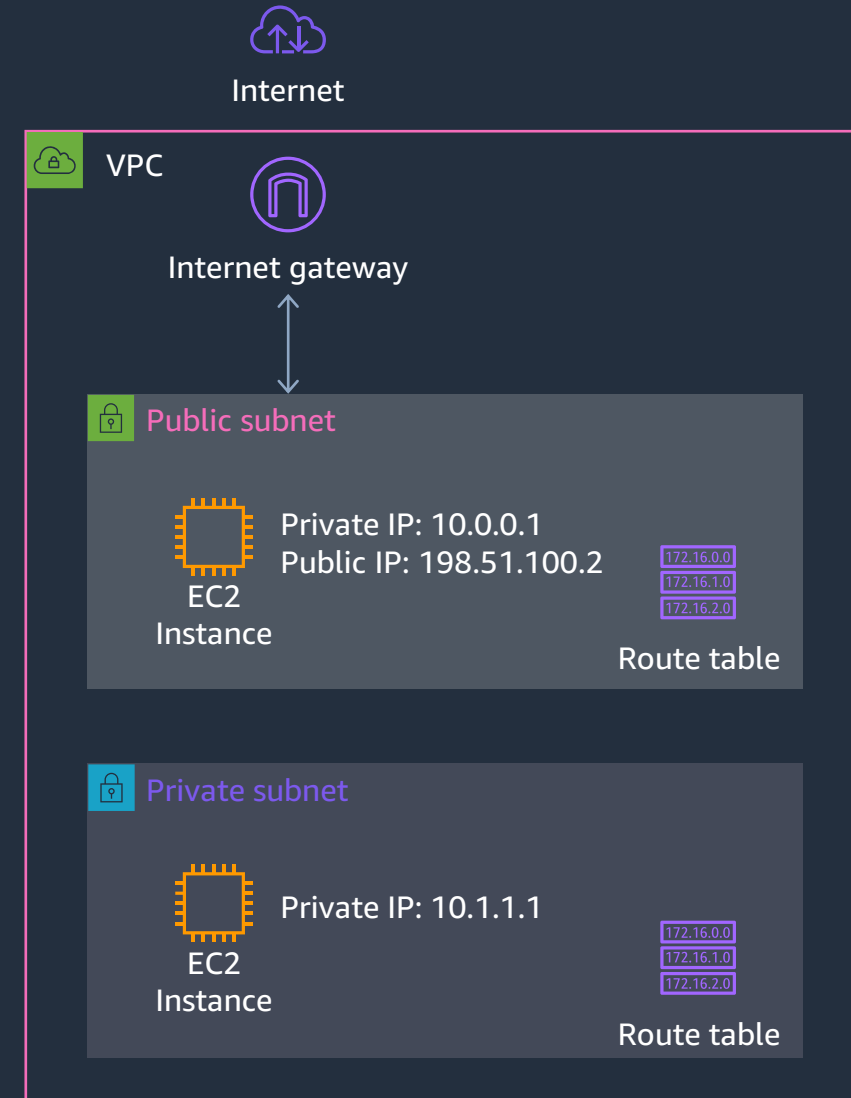 Internet
VPC
Internet gateway
Public subnet
Private IP: 10.0.0.1
Public IP: 198.51.100.2
EC2
Instance
172.16.0.0
172.16.1.0
172.16.2.0
Route table
Private subnet
Private IP: 10.1.1.1
EC2
Instance
172.16.0.0
172.16.1.0
172.16.2.0
Route table